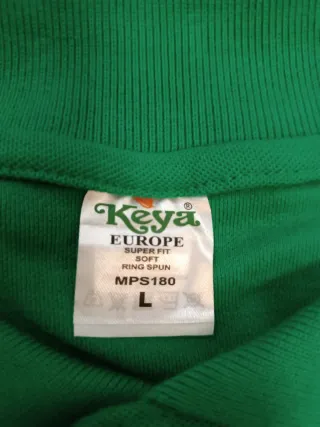 Keya®
EUROPE
SUPER FIT
SOFT
RING SPUN
MPS180
L